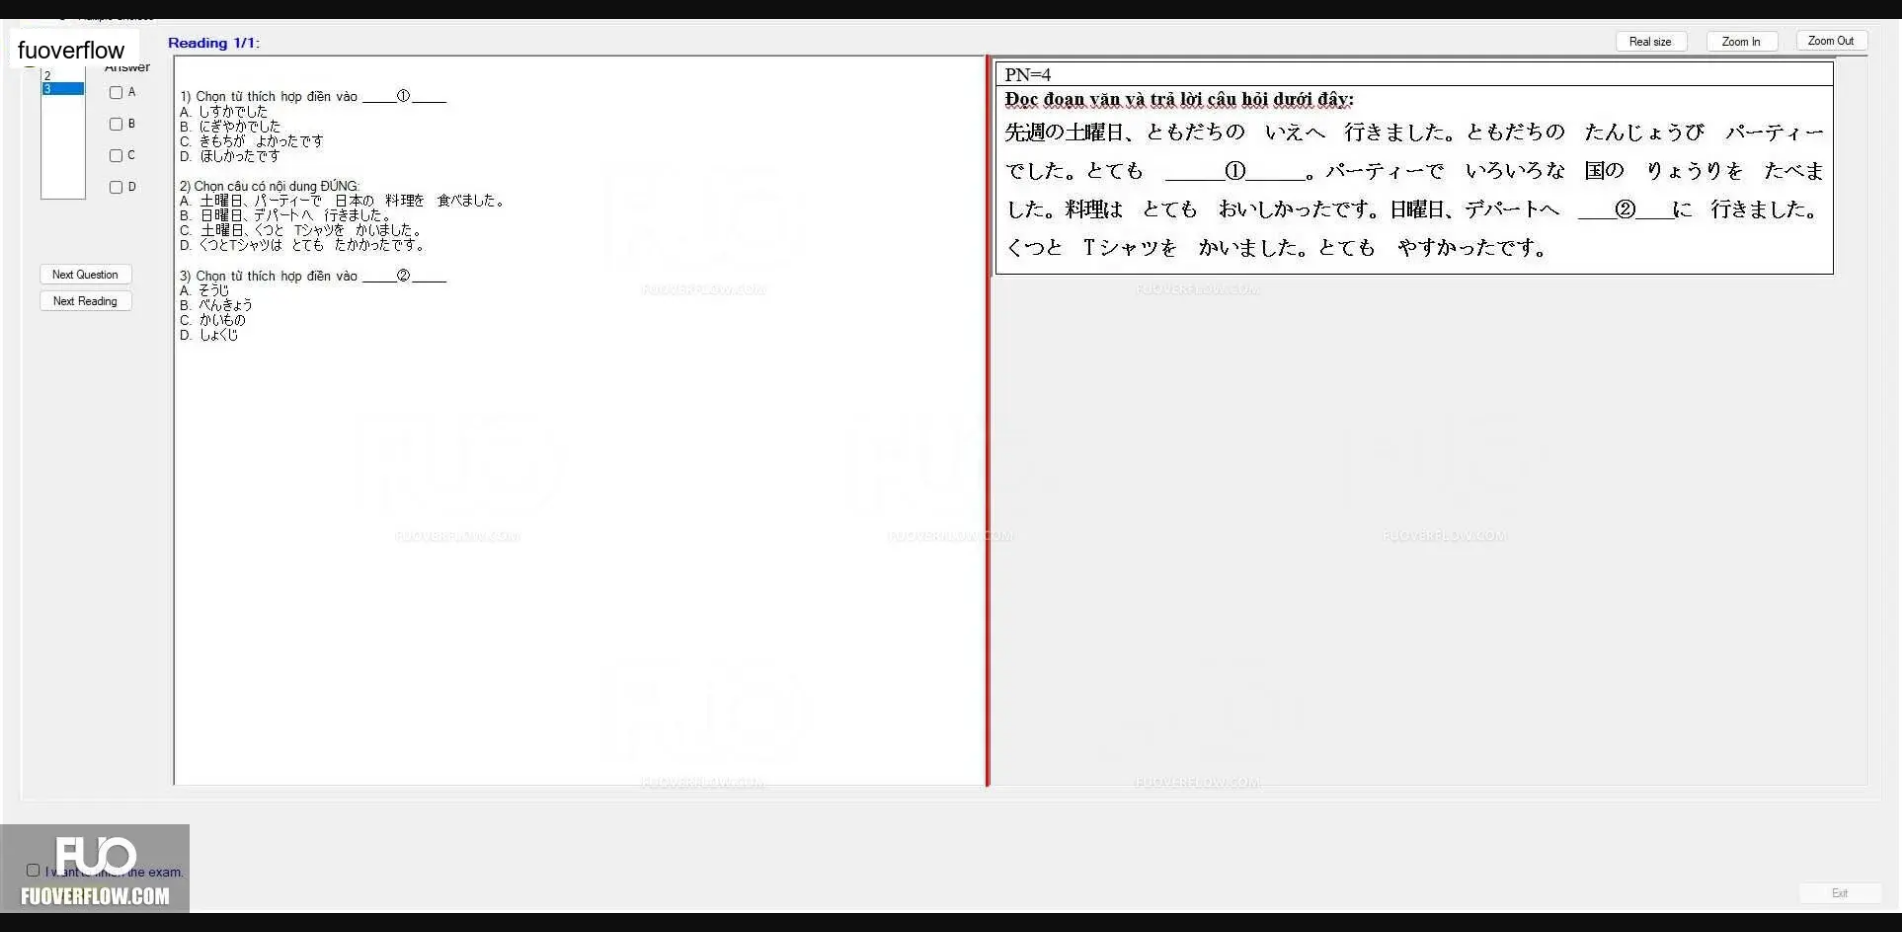 fuoverflow
Reading 1/1:
Real size
Zoom In
Zoom Out
Answer
2
3
A
B
C
D
Next Question
Next Reading
1) Chọn từ thích hợp điền vào _____①_____
A. しずかでした
B. にぎやかでした
C. きもちが よかったです
D. ほしかったです
2) Chọn câu có nội dung ĐÚNG:
A. 土曜日、パーティーで 日本の 料理を 食べました。
B. 日曜日、デパートへ 行きました。
C. 土曜日、くつと Tシャツを かいました。
D. くつとTシャツは とても たかかったです。
3) Chọn từ thích hợp điền vào _____②_____
A. そうじ
B. べんきょう
C. かいもの
D. しょくじ
PN=4
Đọc đoạn văn và trả lời câu hỏi dưới đây:
先週の土曜日、ともだちの いえへ 行きました。ともだちの たんじょうび パーティー
でした。とても ______①______。パーティーで いろいろな 国の りょうりを たべま
した。料理は とても おいしかったです。日曜日、デパートへ ____②____に 行きました。
くつと Tシャツを かいました。とても やすかったです。
FUOVERFLOW.COM
FUOVERFLOW.COM
FUOVERFLOW.COM
FUOVERFLOW.COM
FUOVERFLOW.COM
FUOVERFLOW.COM
FUOVERFLOW.COM
FUO
I want to finish the exam.
FUOVERFLOW.COM
Exit